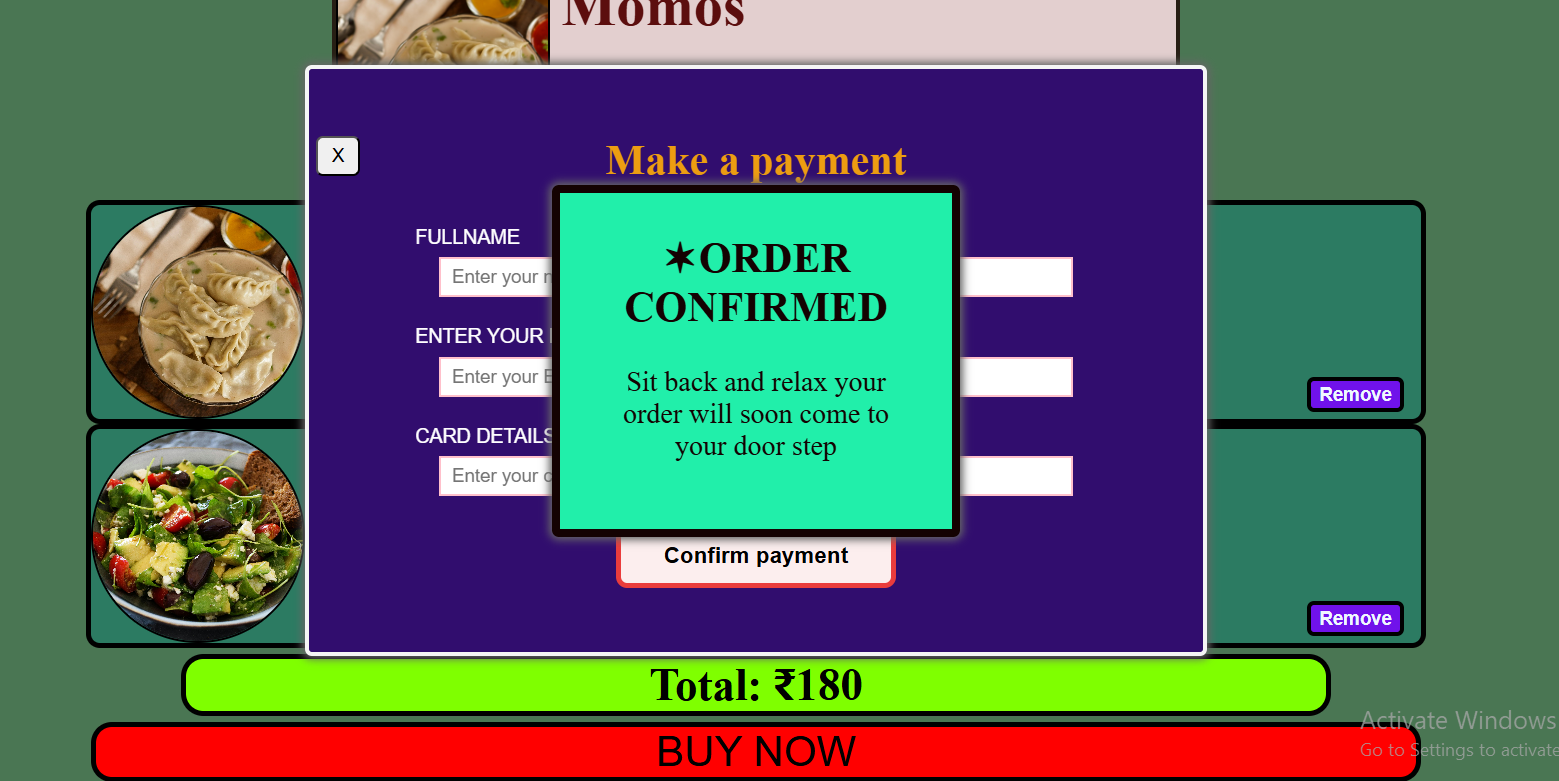 Momos
X
Make a payment
FULLNAME
Enter your
✶ORDER
CONFIRMED
ENTER YOUR
Enter your
Sit back and relax your
order will soon come to
your door step
Remove
CARD DETAILS
Enter your
Confirm payment
Remove
Total: ₹180
BUY NOW
Activate Windows
Go to Settings to activate